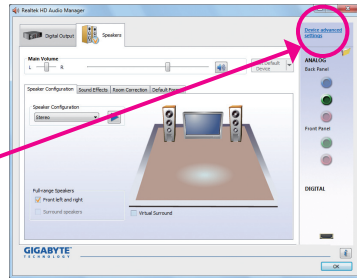 Realtek HD Audio Manager
Digital Output
Speakers
Device advanced
settings
Main Volume
L
R
Device
ANALOG
Back Panel
Speaker Configuration
Sound Effects
Room Correction
Default Format
Speaker Configuration
Stereo
Front Panel
Full-range Speakers
Front left and right
Surround speakers
Virtual Surround
DIGITAL
GIGABYTE
TECHNOLOGY
OK